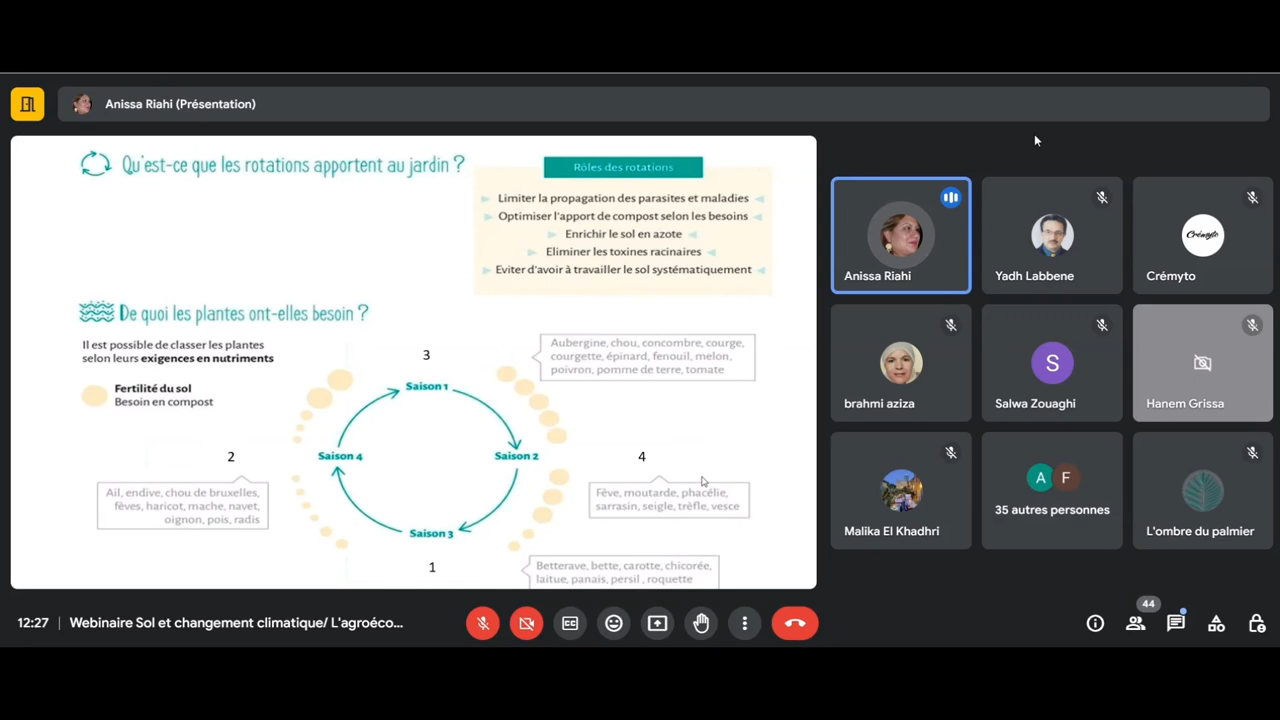 Anissa Riahi (Présentation)
Qu'est-ce que les rotations apportent au jardin ?
Rôles des rotations
Limiter la propagation des parasites et maladies
Optimiser l'apport de compost selon les besoins
Enrichir le sol en azote
Eliminer les toxines racinaires
Eviter d'avoir à travailler le sol systématiquement
De quoi les plantes ont-elles besoin ?
Il est possible de classer les plantes
selon leurs exigences en nutriments
Fertilité du sol
Besoin en compost
3
Saison 1
Aubergine, chou, concombre, courge,
courgette, épinard, fenouil, melon,
poivron, pomme de terre, tomate
2
Saison 4
Saison 2
4
Ail, endive, chou de bruxelles,
fèves, haricot, mache, navet,
oignon, pois, radis
Fève, moutarde, phacélie,
sarrasin, seigle, trèfle, vesce
Saison 3
1
Betterave, bette, carotte, chicorée,
laitue, panais, persil , roquette
Anissa Riahi
Yadh Labbene
Crémyto
Crémyto
brahmi aziza
S
Salwa Zouaghi
Hanem Grissa
Malika El Khadhri
A
F
35 autres personnes
L'ombre du palmier
12:27
Webinaire Sol et changement climatique/ L'agroéco...
CC
44